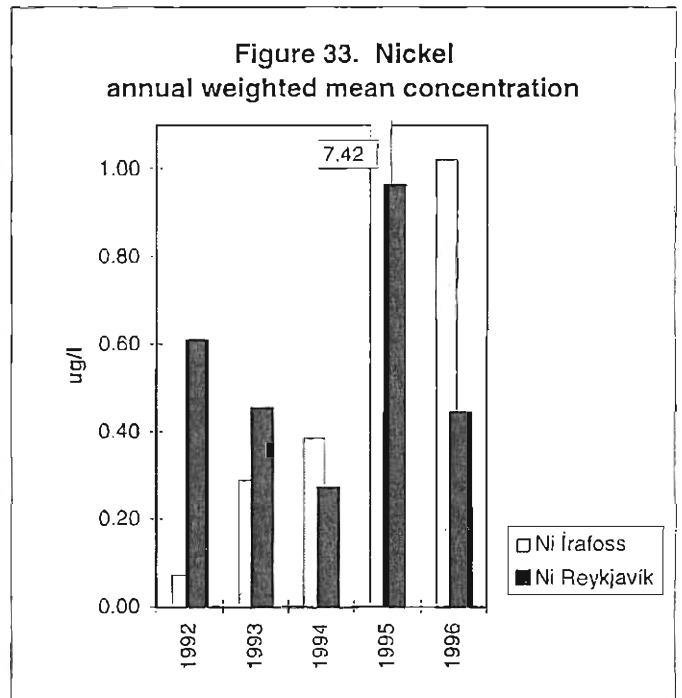 Figure 33. Nickel
annual weighted mean concentration
7.42
1.00
0.80
0.60
0.40
0.20
0.00
ug/l
1992
1993
1994
1995
1996
Ni Írafoss
Ni Reykjavík